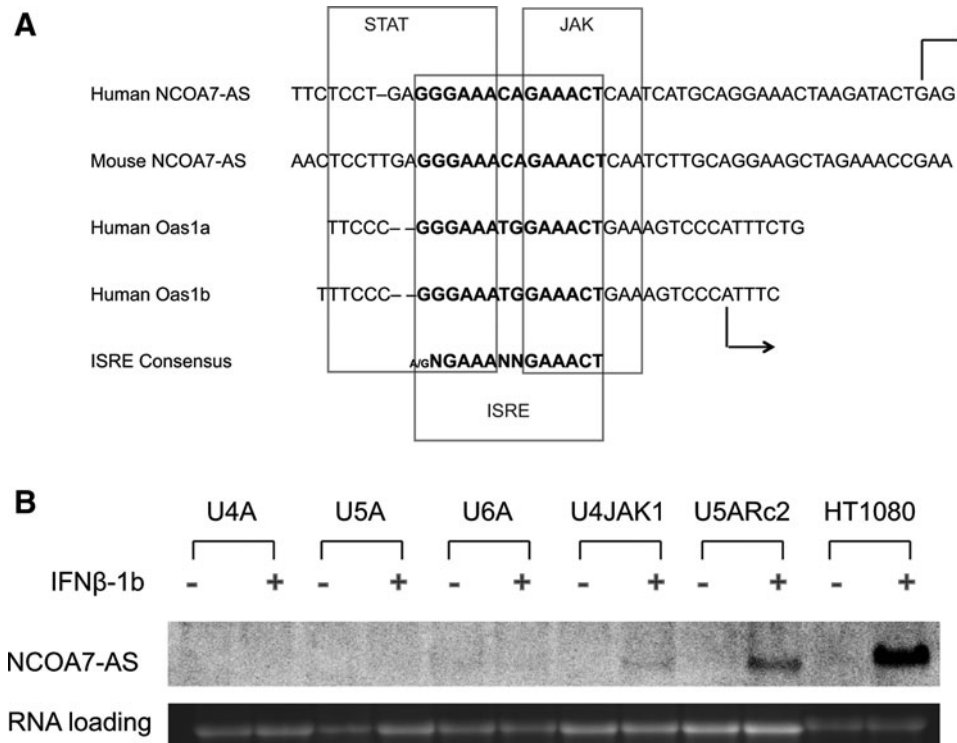 A
STAT JAK
Human NCOA7-AS TTCTCCT–GAGGGAAACAGAAACTCAATCATGCAGGAAACTAAGATACTGAG
Mouse NCOA7-AS AACTCCTTGAGGGAAACAGAAACTCAATCTTGCAGGAAGCTAGAAACCGAA
Human Oas1a TTCCC– –GGGAAATGGAAACTGAAAGTCCCATTTCTG
Human Oas1b TTTCCC– –GGGAAATGGAAACTGAAAGTCCCATTTC
ISRE Consensus A/GNGAAANNGAAACT
ISRE
B
U4A U5A U6A U4JAK1 U5ARc2 HT1080
IFNβ-1b - + - + - + - + - + - +
NCOA7-AS
RNA loading